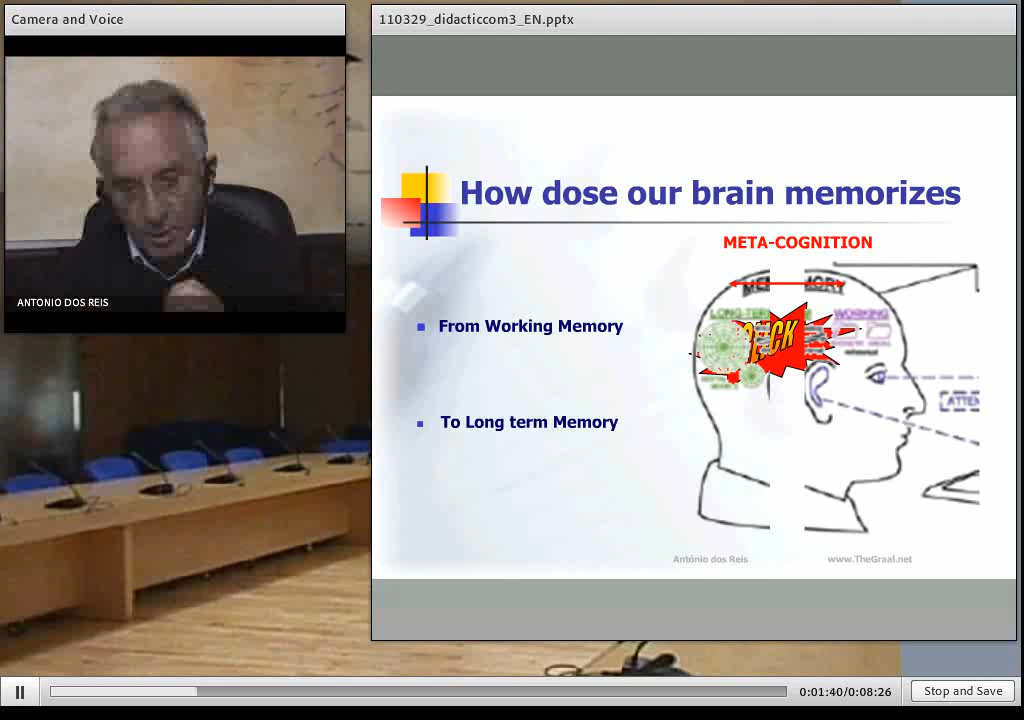 Camera and Voice
ANTONIO DOS REIS
110329_didacticcom3_EN.pptx
How dose our brain memorizes
META-COGNITION
From Working Memory
To Long term Memory
WORKING
António dos Reis
www.TheGraal.net
0:01:40/0:08:26
Stop and Save